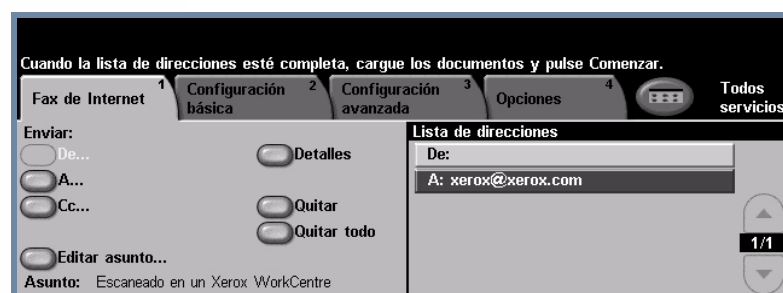 Cuando la lista de direcciones esté completa, cargue los documentos y pulse Comenzar.
Fax de Internet 1
Configuración básica 2
Configuración avanzada 3
Opciones 4
Todos servicios
Enviar:
De...
Detalles
A...
Cc...
Quitar
Quitar todo
Editar asunto...
Asunto: Escaneado en un Xerox WorkCentre
Lista de direcciones
De:
A: xerox@xerox.com
1/1